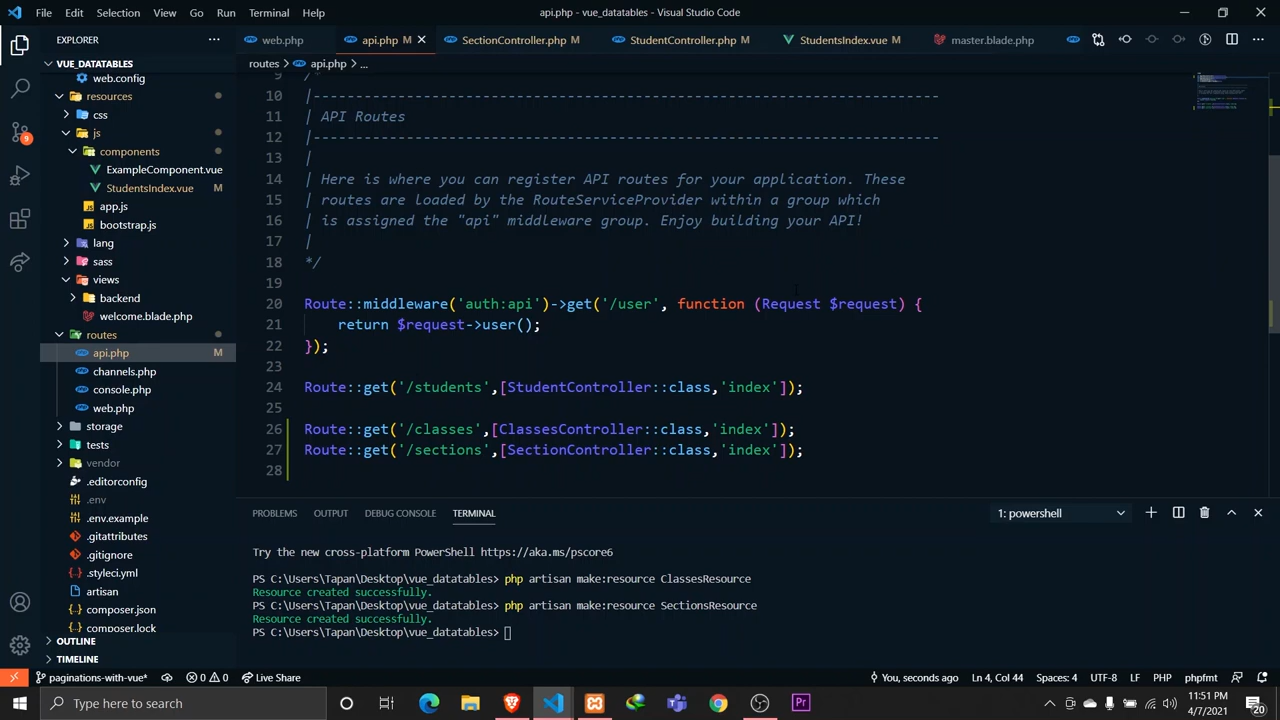 File Edit Selection View Go Run Terminal Help
api.php - vue_datatables - Visual Studio Code
EXPLORER
web.php
api.php M
SectionController.php M
StudentController.php M
StudentsIndex.vue M
master.blade.php M
VUE_DATATABLES
routes > api.php > ...
web.config
resources
css
js
components
ExampleComponent.vue
StudentsIndex.vue M
app.js
bootstrap.js
lang
sass
views
backend
welcome.blade.php
routes
api.php M
channels.php
console.php
web.php
storage
tests
vendor
.editorconfig
.env
.env.example
.gitattributes
.gitignore
.styleci.yml
artisan
composer.json
composer.lock
OUTLINE
TIMELINE
9 /*
10 |--------------------------------------------------------------------------
11 | API Routes
12 |--------------------------------------------------------------------------
13 |
14 | Here is where you can register API routes for your application. These
15 | routes are loaded by the RouteServiceProvider within a group which
16 | is assigned the "api" middleware group. Enjoy building your API!
17 |
18 */
19
20 Route::middleware('auth:api')->get('/user', function (Request $request) {
21 return $request->user();
22 });
23
24 Route::get('/students',[StudentController::class,'index']);
25
26 Route::get('/classes',[ClassesController::class,'index']);
27 Route::get('/sections',[SectionController::class,'index']);
28
PROBLEMS OUTPUT DEBUG CONSOLE TERMINAL
1: powershell
Try the new cross-platform PowerShell https://aka.ms/pscore6
PS C:\Users\Tapan\Desktop\vue_datatables> php artisan make:resource ClassesResource
Resource created successfully.
PS C:\Users\Tapan\Desktop\vue_datatables> php artisan make:resource SectionsResource
Resource created successfully.
PS C:\Users\Tapan\Desktop\vue_datatables>
9
paginations-with-vue* 0 0 Live Share
You, seconds ago Ln 4, Col 44 Spaces: 4 UTF-8 LF PHP phpfmt
Type here to search
Pr
11:51 PM
4/7/2021
20